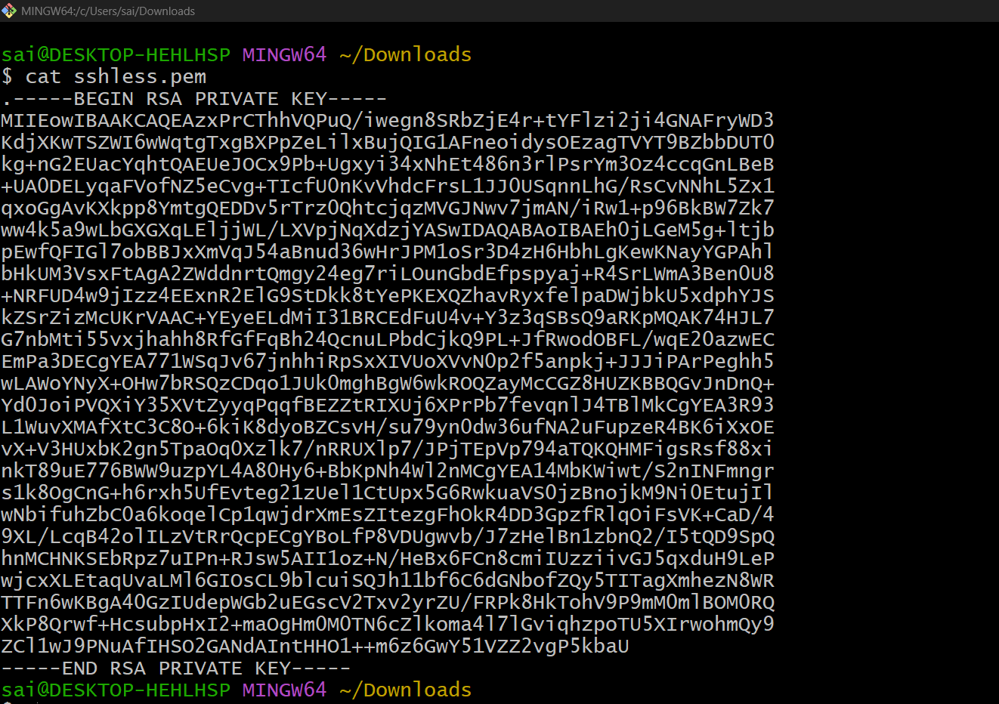 MINGW64:/c/Users/sai/Downloads
sai@DESKTOP-HEHLHSP MINGW64 ~/Downloads
$ cat sshless.pem
.-----BEGIN RSA PRIVATE KEY-----
MIIEowIBAAKCAQEAzxPrCThhVQPuQ/iwegn8SRbZjE4r+tYFlzi2ji4GNAFryWD3
KdjXKwTSZWI6wWqtgTxgBXPpZeLilxBujQIG1AFneoidysOEzagTVYT9BZbbDUT0
kg+nG2EUacYqhtQAEUeJOCx9Pb+Ugxyi34xNhEt486n3rlPsrYm3Oz4ccqGnLBeB
+UA0DELyqaFVofNZ5eCvg+TIcfU0nKvVhdcFrsL1JJ0USqnnLhG/RsCvNNhL5Zx1
qxoGgAvKXkpp8YmtgQEDDv5rTrz0QhtcjqzMVGJNwv7jmAN/iRw1+p96BkBW7Zk7
ww4k5a9wLbGXGXqLEljjWL/LXVpjNqXdzjYASwIDAQABAoIBAEh0jLGeM5g+ltjb
pEwfQFIGl7obBBJxXmVqJ54aBnud36wHrJPM1oSr3D4zH6HbhLgKewKNayYGPAhl
bHkUM3VsxFtAgA2ZWddnrtQmgy24eg7riLOunGbdEfpspyaj+R4SrLWmA3Ben0U8
+NRFUD4w9jIzz4EExnR2ElG9StDkk8tYePKEXQZhavRyxfelpaDWjbkU5xdphYJS
kZSrZizMcUKrVAAC+YEyeELdMiI31BRCEdFuU4v+Y3z3qSBsQ9aRKpMQAK74HJL7
G7nbMti55vxjhahh8RfGfFqBh24QcnuLPbdCjkQ9PL+JfRwodOBFL/wqE20azwEC
EmPa3DECgYEA771WSqJv67jnhhiRpSxXIVUoXVvN0p2f5anpkj+JJJiPArPeghh5
wLAWoYNyX+OHw7bRSQzCDqo1JUk0mghBgW6wkROQZayMcCGZ8HUZKBBQGvJnDnQ+
Yd0JoiPVQXiY35XVtZyyqPqqfBEZZtRIXUj6XPrPb7fevqnlJ4TBlMkCgYEA3R93
L1WuvXMAfXtC3C8O+6kiK8dyoBZCsvH/su79yn0dw36ufNA2uFupzeR4BK6iXxOE
vX+V3HUxbK2gn5TpaOq0Xzlk7/nRRUXlp7/JPjTEpVp794aTQKQHMFigsRsf88xi
nkT89uE776BWW9uzpYL4A80Hy6+BbKpNh4Wl2nMCgYEA14MbKWiwt/S2nINFmngr
s1k8OgCnG+h6rxh5UfEvteg21zUel1CtUpx5G6RwkuaVS0jzBnojkM9Ni0EtujIl
wNbifuhZbC0a6koqelCp1qwjdrXmEsZItezgFhOkR4DD3GpzfRlqOiFsVK+CaD/4
9XL/LcqB42olILzVtRrQcpECgYBoLfP8VDUgwvb/J7zHelBn1zbnQ2/I5tQD9SpQ
hnMCHNKSEbRpz7uIPn+RJsw5AII1oz+N/HeBx6FCn8cmiIUzziivGJ5qxduH9LeP
wjcxXLEtaqUvaLMl6GIOsCL9blcuiSQJh11bf6C6dGNbofZQy5TITagXmhezN8WR
TTFn6wKBgA40GzIUdepWGb2uEGscV2Txv2yrZU/FRPk8HkTohV9P9mM0mlBOM0RQ
XkP8Qrwf+HcsubpHxI2+maOgHm0M0TN6cZlkoma4l7lGviqhzpoTU5XIrwohmQy9
ZCl1wJ9PNuAfIHSO2GANdAIntHHO1++m6z6GwY51VZZ2vgP5kbaU
-----END RSA PRIVATE KEY-----
sai@DESKTOP-HEHLHSP MINGW64 ~/Downloads